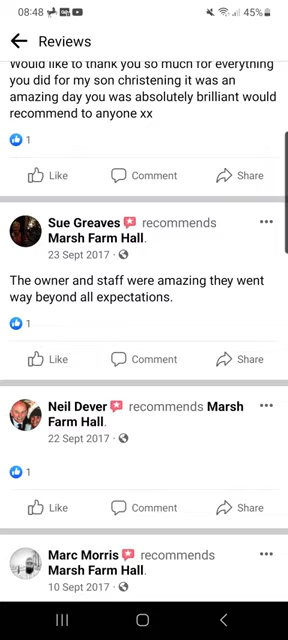 08:48 45%
Reviews
Would like to thank you so much for everything
you did for my son christening it was an
amazing day you was absolutely brilliant would
recommend to anyone xx
1
Like Comment Share
Sue Greaves recommends
Marsh Farm Hall.
23 Sept 2017 ·
The owner and staff were amazing they went
way beyond all expectations.
1
Like Comment Share
Neil Dever recommends Marsh
Farm Hall.
22 Sept 2017 ·
1
Like Comment Share
Marc Morris recommends
Marsh Farm Hall.
10 Sept 2017 ·